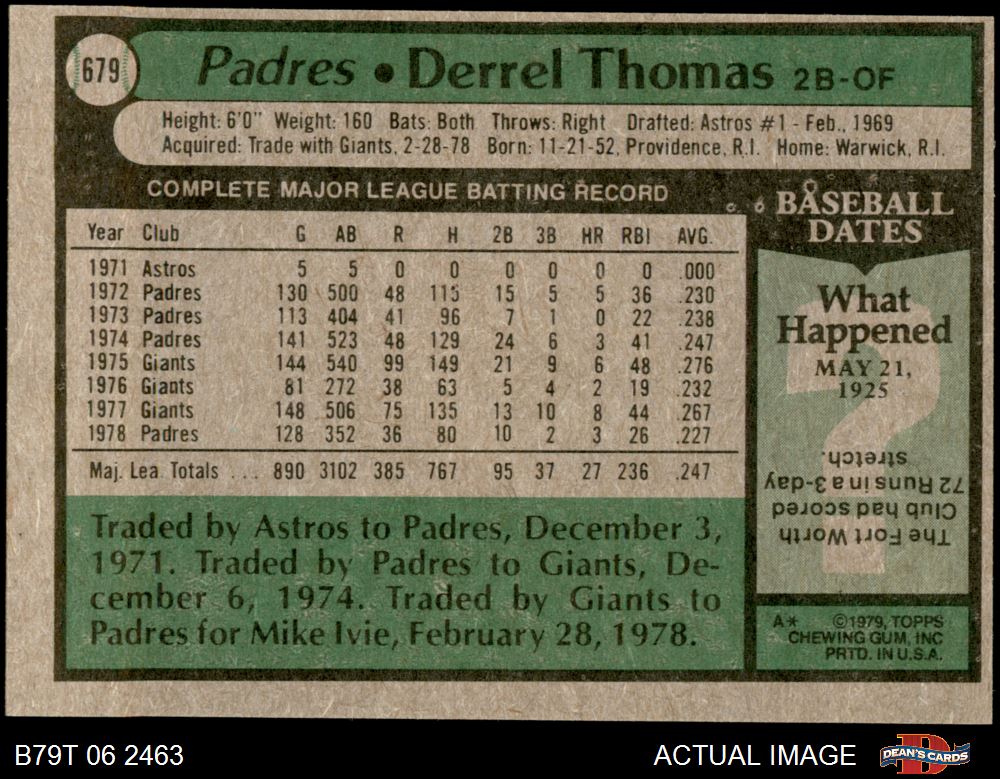 679
Padres • Derrel Thomas 2B-OF
Height: 6'0" Weight: 160 Bats: Both Throws: Right Drafted: Astros #1 - Feb., 1969
Acquired: Trade with Giants, 2-28-78 Born: 11-21-52, Providence, R.I. Home: Warwick, R.I.
COMPLETE MAJOR LEAGUE BATTING RECORD
Year Club G AB R H 2B 3B HR RBI AVG.
1971 Astros 5 5 0 0 0 0 0 0 .000
1972 Padres 130 500 48 115 15 5 5 36 .230
1973 Padres 113 404 41 96 7 1 0 22 .238
1974 Padres 141 523 48 129 24 6 3 41 .247
1975 Giants 144 540 99 149 21 9 6 48 .276
1976 Giants 81 272 38 63 5 4 2 19 .232
1977 Giants 148 506 75 135 13 10 8 44 .267
1978 Padres 128 352 36 80 10 2 3 26 .227
Maj. Lea. Totals ... 890 3102 385 767 95 37 27 236 .247
Traded by Astros to Padres, December 3,
1971. Traded by Padres to Giants, De-
cember 6, 1974. Traded by Giants to
Padres for Mike Ivie, February 28, 1978.
BASEBALL
DATES
What
Happened
MAY 21,
1925
The Fort Worth
Club had scored
72 Runs in a 3-day
stretch.
A* ©1979, TOPPS
CHEWING GUM, INC
PRTD. IN U.S.A.
B79T 06 2463
ACTUAL IMAGE
DEAN'S CARDS